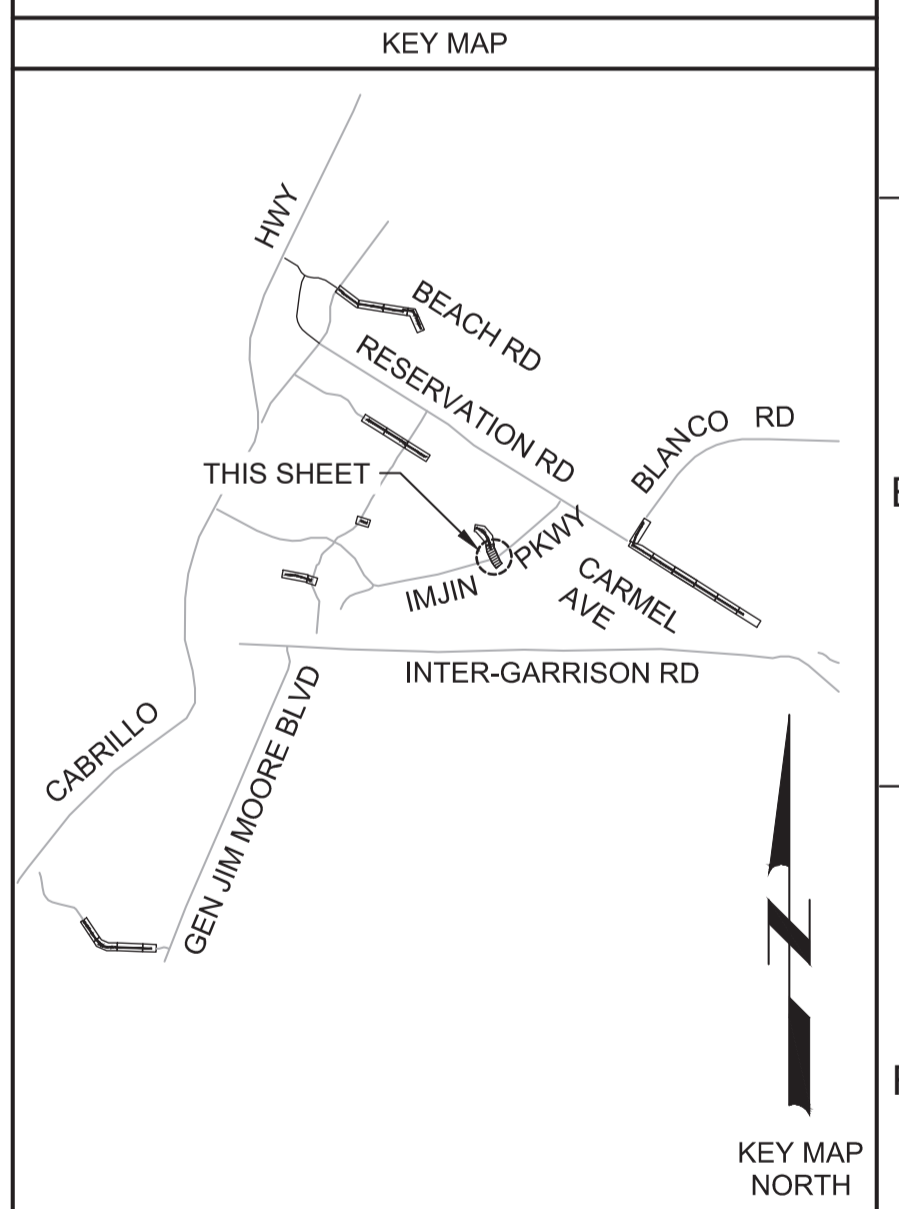 KEY MAP
HWY
BEACH RD
RESERVATION RD
BLANCO RD
THIS SHEET
IMJIN PKWY
CARMEL
AVE
INTER-GARRISON RD
CABRILLO
GEN JIM MOORE BLVD
N
KEY MAP
NORTH